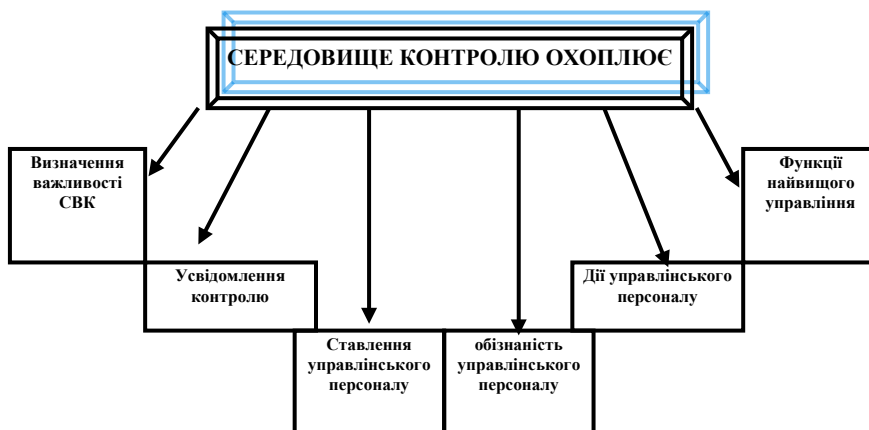 СЕРЕДОВИЩЕ КОНТРОЛЮ ОХОПЛЮЄ
Визначення
важливості
СВК
Усвідомлення
контролю
Ставлення
управлінського
персоналу
обізнаність
управлінського
персоналу
Дії управлінського
персоналу
Функції
найвищого
управління